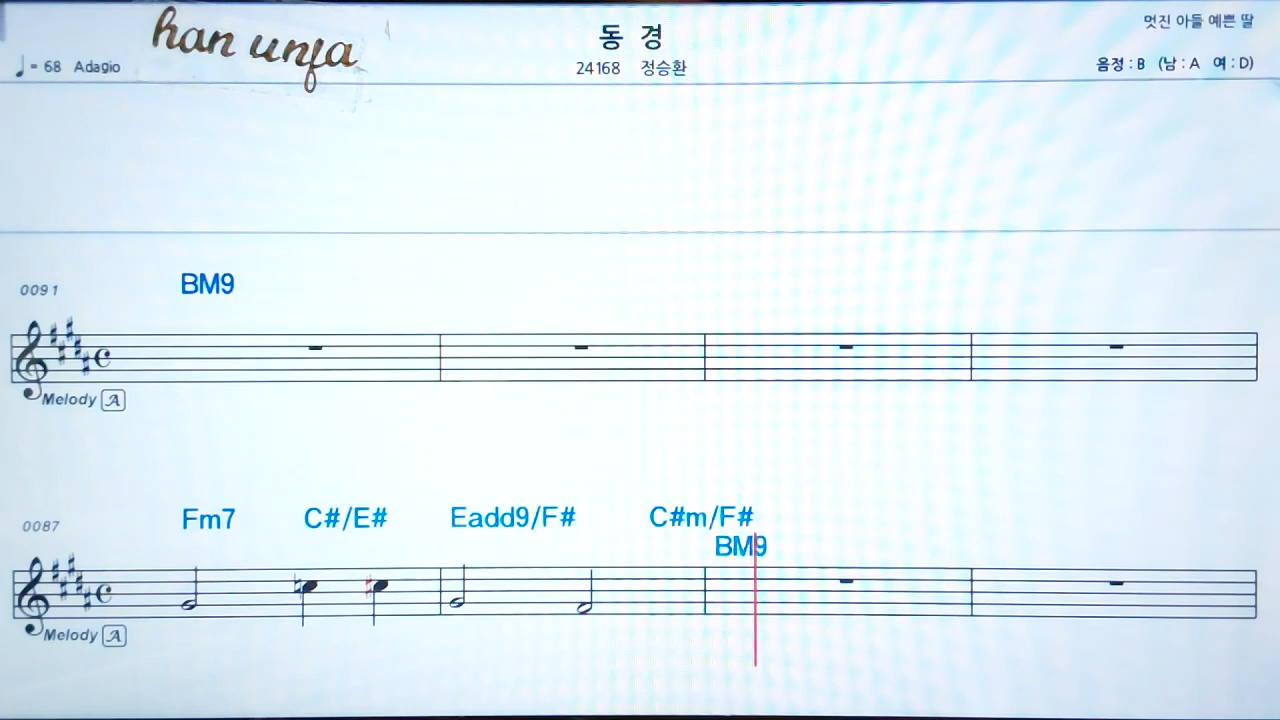 han unja
동 경
멋진 아들 예쁜 딸
♩= 68 Adagio
24168 정승환
음정 : B (남 : A 여 : D)
0091
BM9
Melody A
0087
Fm7 C#/E# Eadd9/F# C#m/F#
BM9
Melody A